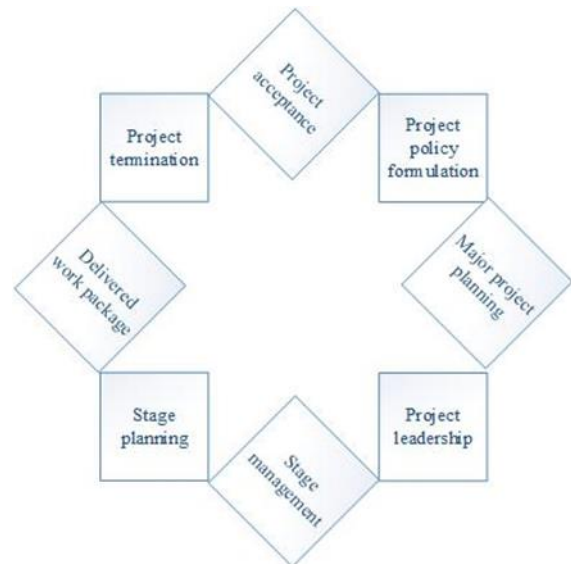 Project
acceptance
Project
policy
formulation
Major project
planning
Project
leadership
Stage
management
Stage
planning
Delivered
work package
Project
termination